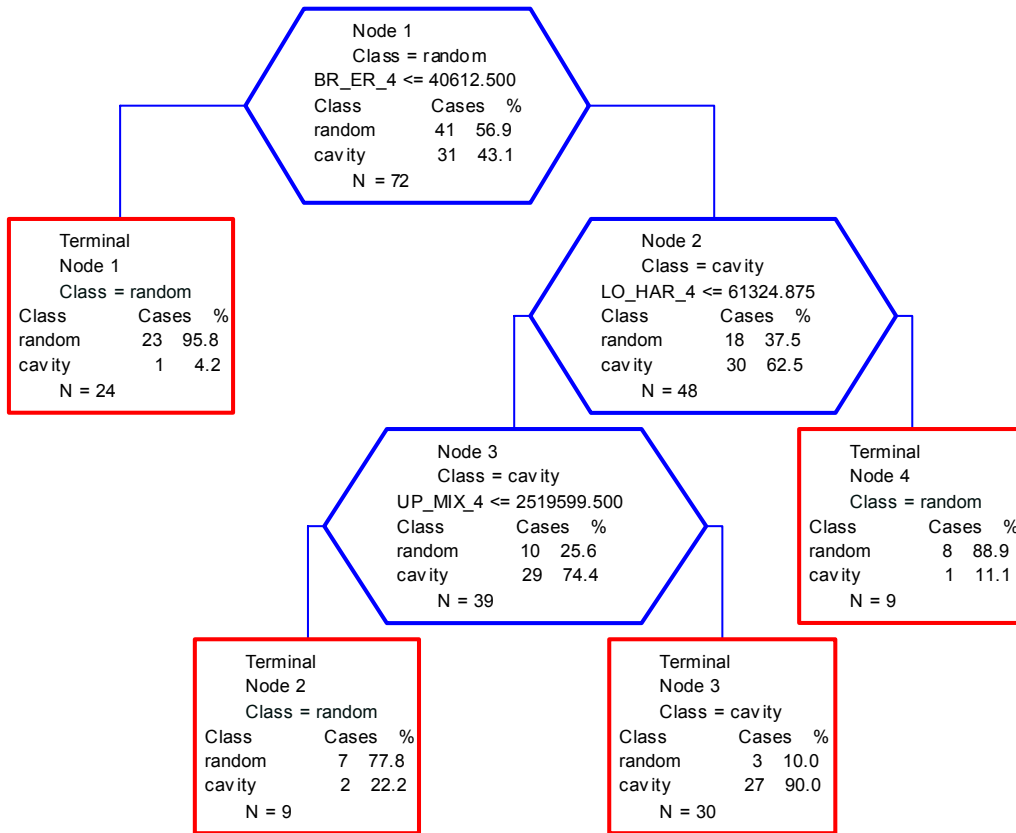 Node 1
Class = random
BR_ER_4 <= 40612.500
Class Cases %
random 41 56.9
cavity 31 43.1
N = 72
Terminal
Node 1
Class = random
Class Cases %
random 23 95.8
cavity 1 4.2
N = 24
Node 2
Class = cavity
LO_HAR_4 <= 61324.875
Class Cases %
random 18 37.5
cavity 30 62.5
N = 48
Node 3
Class = cavity
UP_MIX_4 <= 2519599.500
Class Cases %
random 10 25.6
cavity 29 74.4
N = 39
Terminal
Node 4
Class = random
Class Cases %
random 8 88.9
cavity 1 11.1
N = 9
Terminal
Node 2
Class = random
Class Cases %
random 7 77.8
cavity 2 22.2
N = 9
Terminal
Node 3
Class = cavity
Class Cases %
random 3 10.0
cavity 27 90.0
N = 30